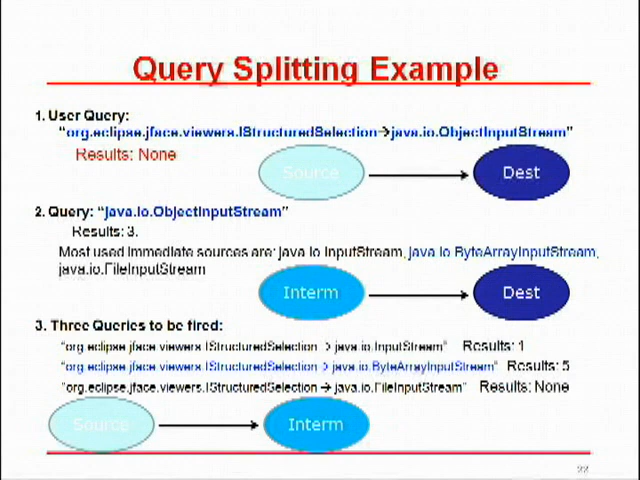 Query Splitting Example
1. User Query:
"org.eclipse.jface.viewers.IStructuredSelection→java.io.ObjectInputStream"
Results: None
Source
Dest
2. Query: "java.io.ObjectInputStream"
Results: 3.
Most used immediate sources are: java.io.InputStream, java.io.ByteArrayInputStream,
java.io.FileInputStream
Interm
Dest
3. Three Queries to be fired:
"org.eclipse.jface.viewers.IStructuredSelection → java.io.InputStream" Results: 1
"org.eclipse.jface.viewers.IStructuredSelection → java.io.ByteArrayInputStream" Results: 5
"org.eclipse.jface.viewers.IStructuredSelection → java.io.FileInputStream" Results: None
Source
Interm